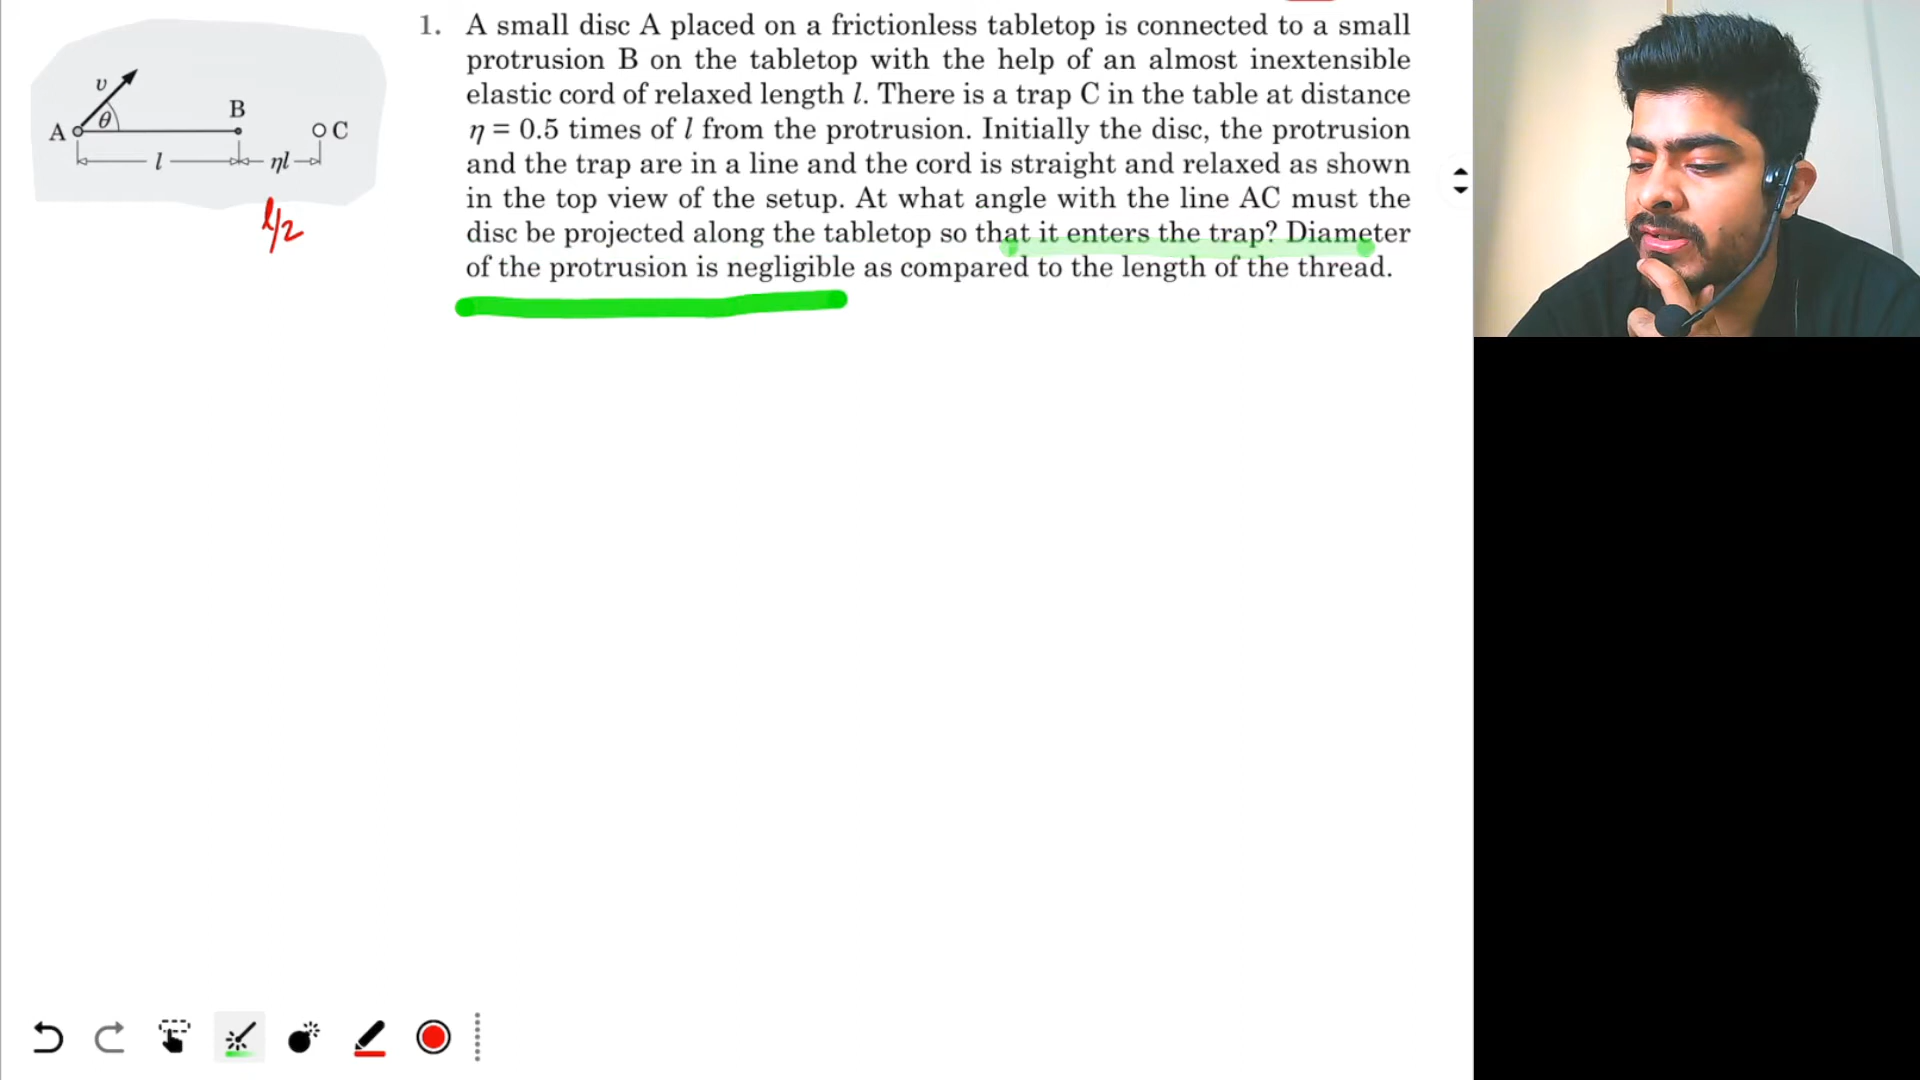 1. A small disc A placed on a frictionless tabletop is connected to a small
protrusion B on the tabletop with the help of an almost inextensible
elastic cord of relaxed length l. There is a trap C in the table at distance
η = 0.5 times of l from the protrusion. Initially the disc, the protrusion
and the trap are in a line and the cord is straight and relaxed as shown
in the top view of the setup. At what angle with the line AC must the
disc be projected along the tabletop so that it enters the trap? Diameter
of the protrusion is negligible as compared to the length of the thread.
υ
θ
B
A
C
l
ηl
l/2